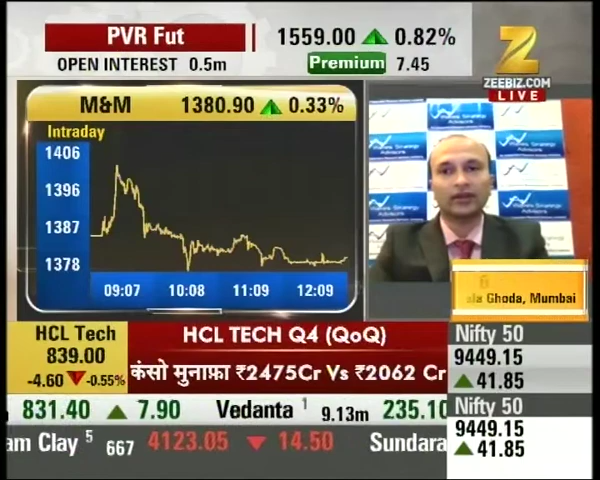 PVR Fut
1559.00 0.82%
OPEN INTEREST 0.5m
Premium 7.45
Z
ZEEBIZ.COM
LIVE
M&M 1380.90 0.33%
Intraday
1406
1396
1387
1378
09:07 10:08 11:09 12:09
Strategy
Advisors
ala Ghoda, Mumbai
HCL Tech
839.00
-4.60 -0.55%
HCL TECH Q4 (QoQ)
कंसो मुनाफ़ा ₹2475Cr Vs ₹2062 Cr
Nifty 50
9449.15
41.85
831.40 7.90 Vedanta 1 9.13m 235.10
Nifty 50
9449.15
41.85
am Clay 5 667 4123.05 14.50 Sundara